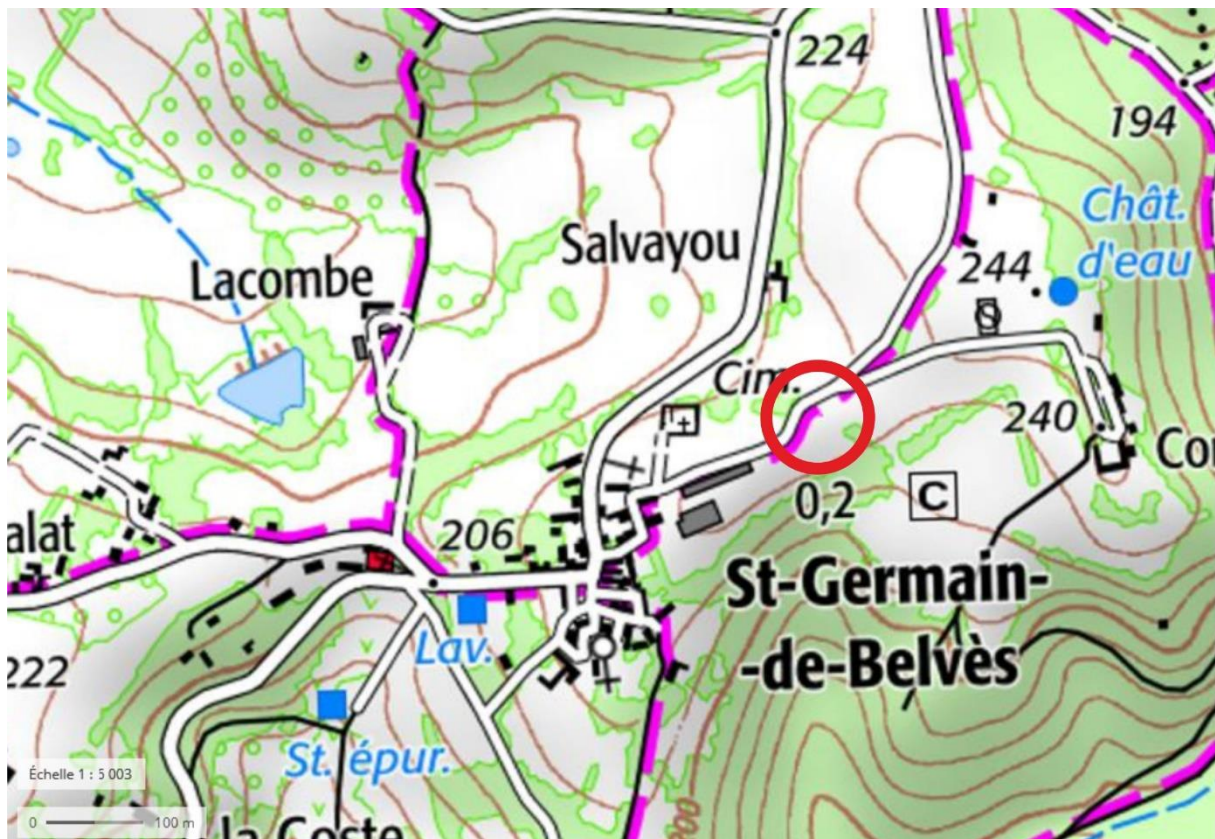 224
194
Chât.
d'eau
Salvayou
244
Lacombe
Cim.
240
Co
alat
206
0,2
C
St-Germain-
-de-Belvès
Lav.
222
St. épur.
Échelle 1 : 5 003
0
100 m
la Coste